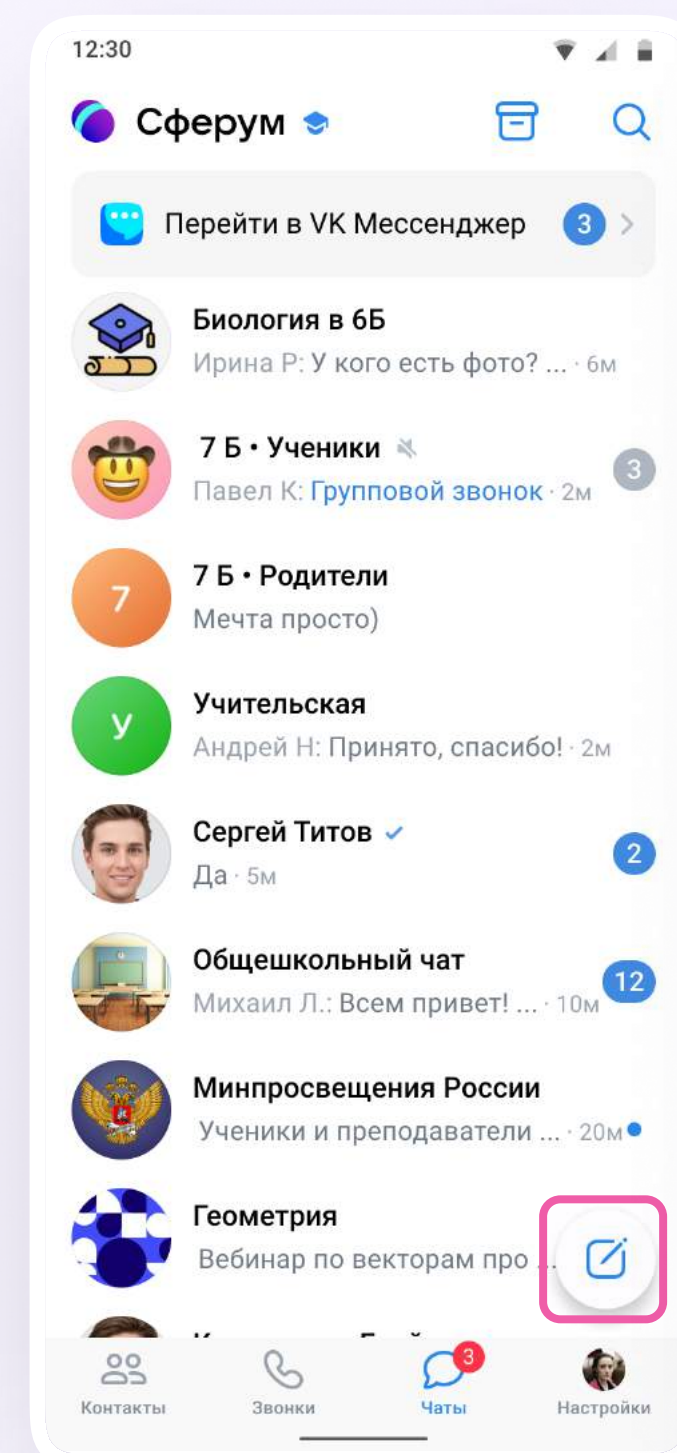 12:30
Сферум
Перейти в VK Мессенджер 3
Биология в 6Б
Ирина Р: У кого есть фото? ... · 6м
7 Б • Ученики
Павел К: Групповой звонок · 2м
3
7
7 Б • Родители
Мечта просто)
У
Учительская
Андрей Н: Принято, спасибо! · 2м
Сергей Титов
Да · 5м
2
Общешкольный чат
Михаил Л.: Всем привет! ... · 10м
12
Минпросвещения России
Ученики и преподаватели ... · 20м
Геометрия
Вебинар по векторам про ...
3
Контакты Звонки Чаты Настройки